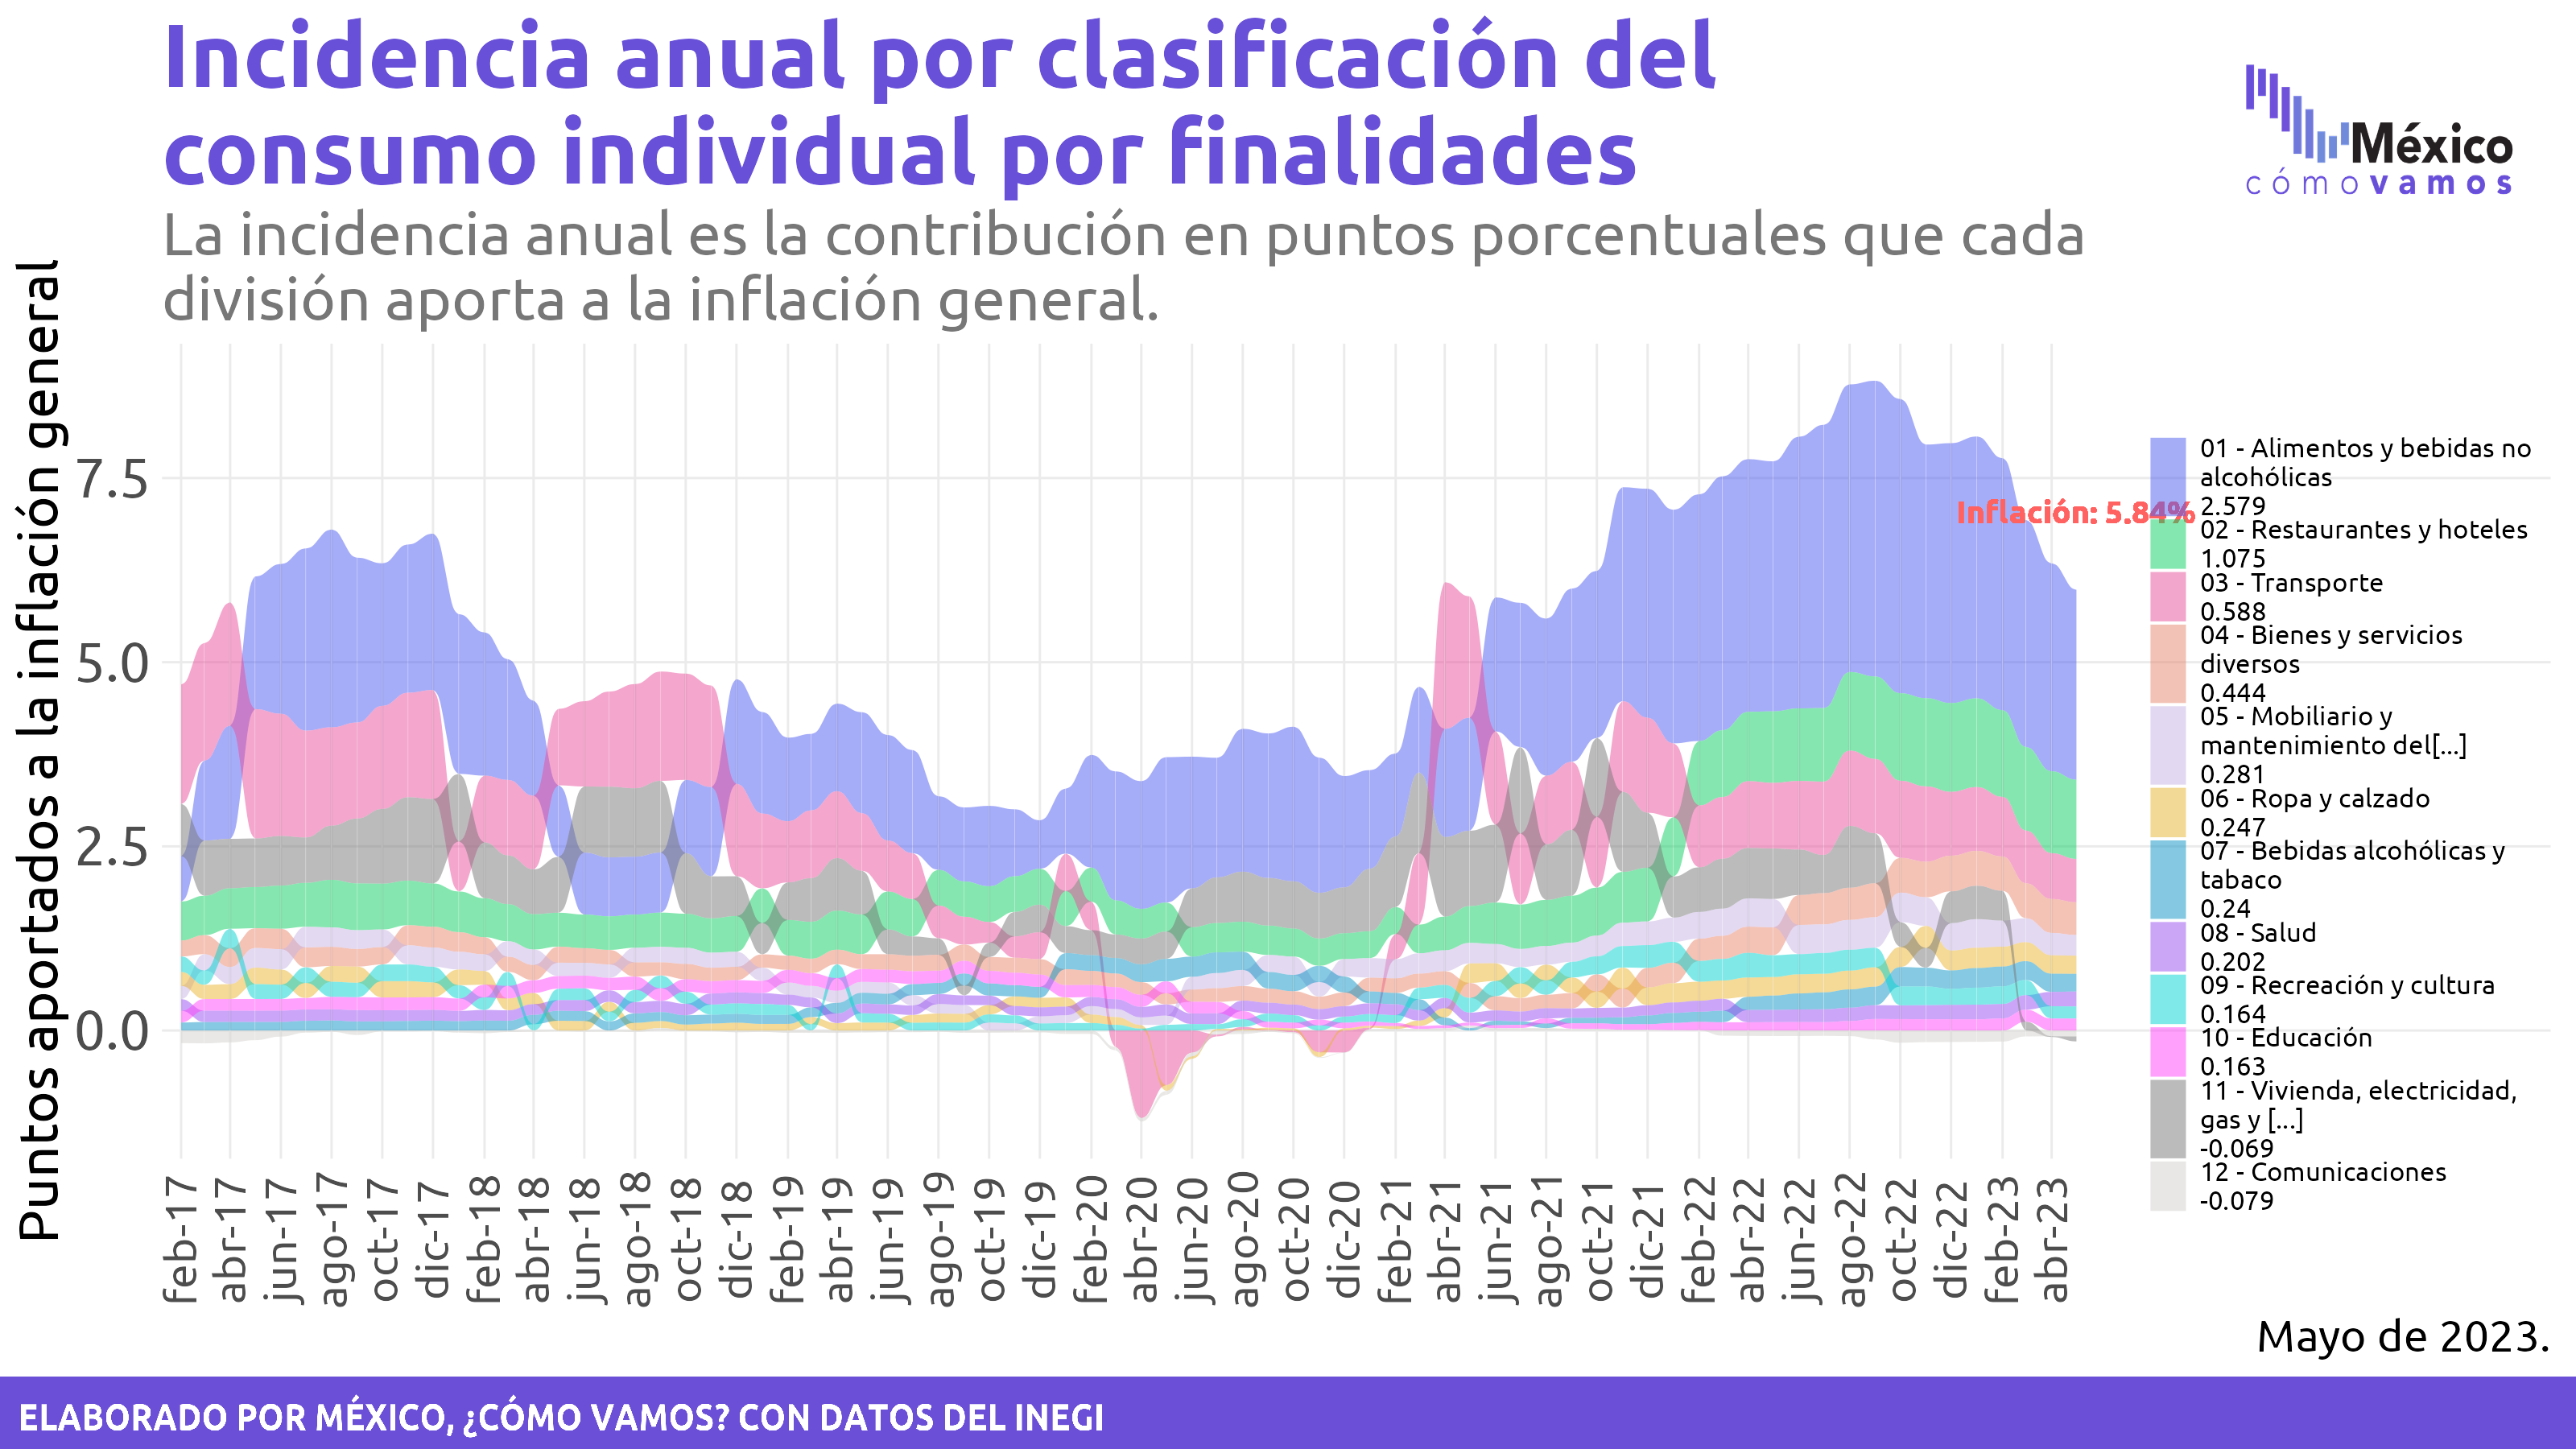 Incidencia anual por clasificación del
consumo individual por finalidades
La incidencia anual es la contribución en puntos porcentuales que cada
división aporta a la inflación general.
México
cómo vamos
Puntos aportados a la inflación general
7.5
5.0
2.5
0.0
Inflación: 5.84%
01 - Alimentos y bebidas no
alcohólicas
2.579
02 - Restaurantes y hoteles
1.075
03 - Transporte
0.588
04 - Bienes y servicios
diversos
0.444
05 - Mobiliario y
mantenimiento del[...]
0.281
06 - Ropa y calzado
0.247
07 - Bebidas alcohólicas y
tabaco
0.24
08 - Salud
0.202
09 - Recreación y cultura
0.164
10 - Educación
0.163
11 - Vivienda, electricidad,
gas y [...]
-0.069
12 - Comunicaciones
-0.079
feb-17
abr-17
jun-17
ago-17
oct-17
dic-17
feb-18
abr-18
jun-18
ago-18
oct-18
dic-18
feb-19
abr-19
jun-19
ago-19
oct-19
dic-19
feb-20
abr-20
jun-20
ago-20
oct-20
dic-20
feb-21
abr-21
jun-21
ago-21
oct-21
dic-21
feb-22
abr-22
jun-22
ago-22
oct-22
dic-22
feb-23
abr-23
Mayo de 2023.
ELABORADO POR MÉXICO, ¿CÓMO VAMOS? CON DATOS DEL INEGI